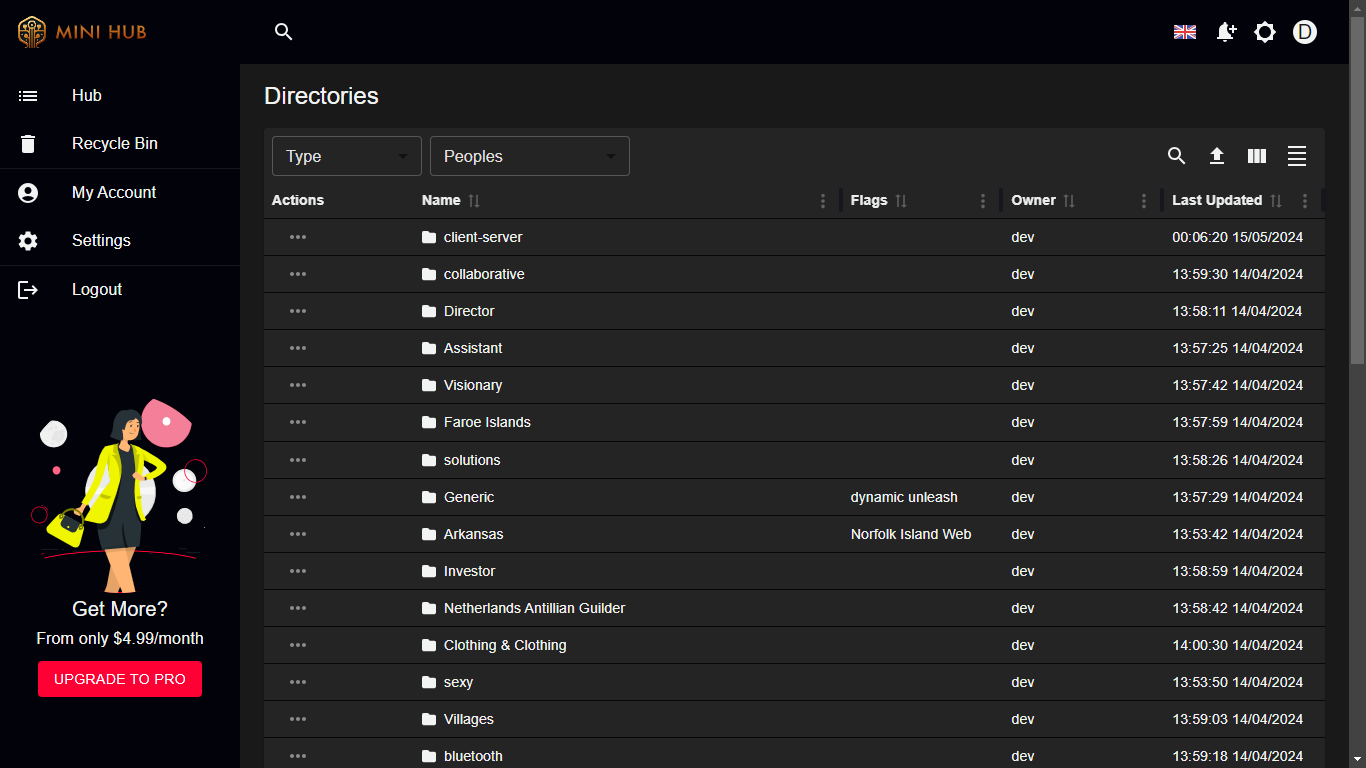 MINI HUB
D
Hub
Recycle Bin
My Account
Settings
Logout
Get More?
From only $4.99/month
UPGRADE TO PRO
Directories
Type Peoples
Actions Name Flags Owner Last Updated
client-server dev 00:06:20 15/05/2024
collaborative dev 13:59:30 14/04/2024
Director dev 13:58:11 14/04/2024
Assistant dev 13:57:25 14/04/2024
Visionary dev 13:57:42 14/04/2024
Faroe Islands dev 13:57:59 14/04/2024
solutions dev 13:58:26 14/04/2024
Generic dynamic unleash dev 13:57:29 14/04/2024
Arkansas Norfolk Island Web dev 13:53:42 14/04/2024
Investor dev 13:58:59 14/04/2024
Netherlands Antillian Guilder dev 13:58:42 14/04/2024
Clothing & Clothing dev 14:00:30 14/04/2024
sexy dev 13:53:50 14/04/2024
Villages dev 13:59:03 14/04/2024
bluetooth dev 13:59:18 14/04/2024